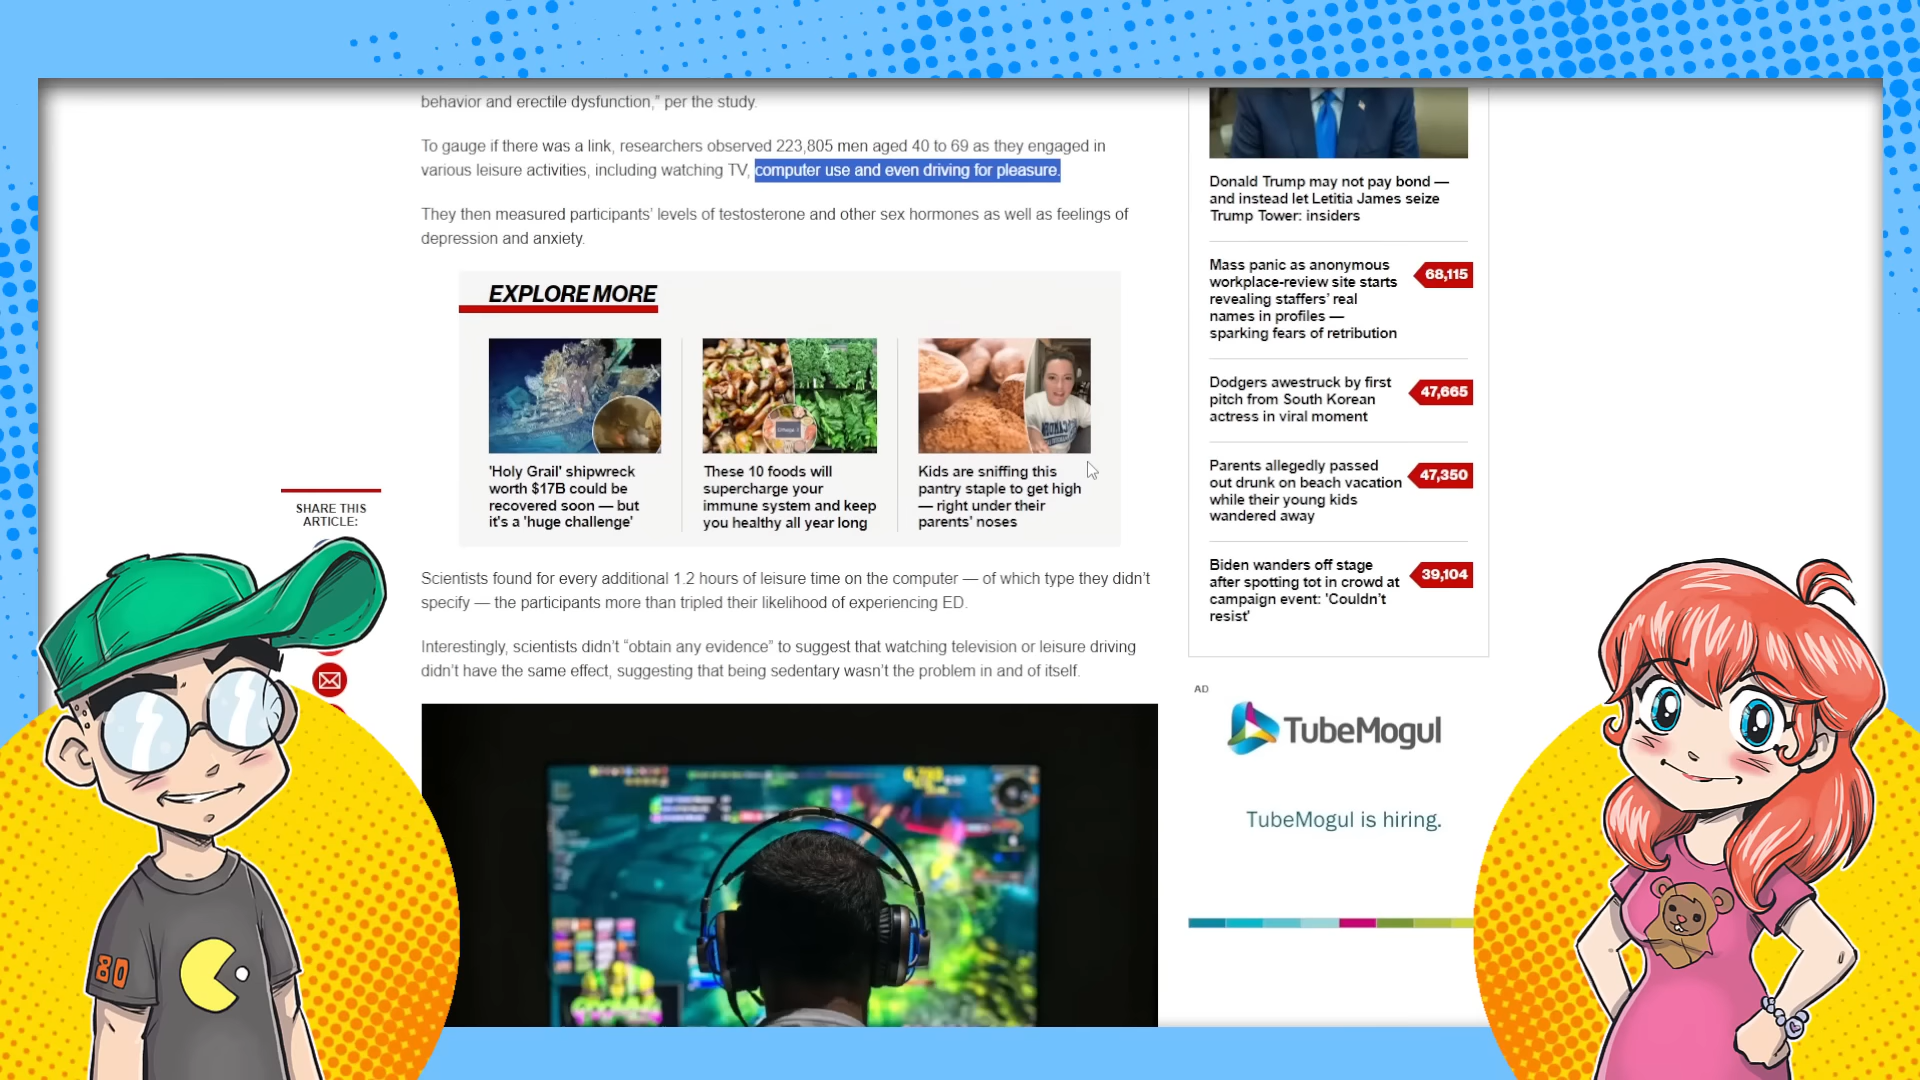 behavior and erectile dysfunction,” per the study.
To gauge if there was a link, researchers observed 223,805 men aged 40 to 69 as they engaged in
various leisure activities, including watching TV, computer use and even driving for pleasure.
They then measured participants’ levels of testosterone and other sex hormones as well as feelings of
depression and anxiety.
EXPLORE MORE
'Holy Grail' shipwreck
worth $17B could be
recovered soon — but
it's a 'huge challenge'
These 10 foods will
supercharge your
immune system and keep
you healthy all year long
Kids are sniffing this
pantry staple to get high
— right under their
parents’ noses
SHARE THIS
ARTICLE:
Scientists found for every additional 1.2 hours of leisure time on the computer — of which type they didn’t
specify — the participants more than tripled their likelihood of experiencing ED.
Interestingly, scientists didn’t “obtain any evidence” to suggest that watching television or leisure driving
didn’t have the same effect, suggesting that being sedentary wasn’t the problem in and of itself.
Donald Trump may not pay bond —
and instead let Letitia James seize
Trump Tower: insiders
Mass panic as anonymous
workplace-review site starts
revealing staffers’ real
names in profiles —
sparking fears of retribution
68,115
Dodgers awestruck by first
pitch from South Korean
actress in viral moment
47,665
Parents allegedly passed
out drunk on beach vacation
while their young kids
wandered away
47,350
Biden wanders off stage
after spotting tot in crowd at
campaign event: 'Couldn’t
resist'
39,104
AD
TubeMogul
TubeMogul is hiring.
80